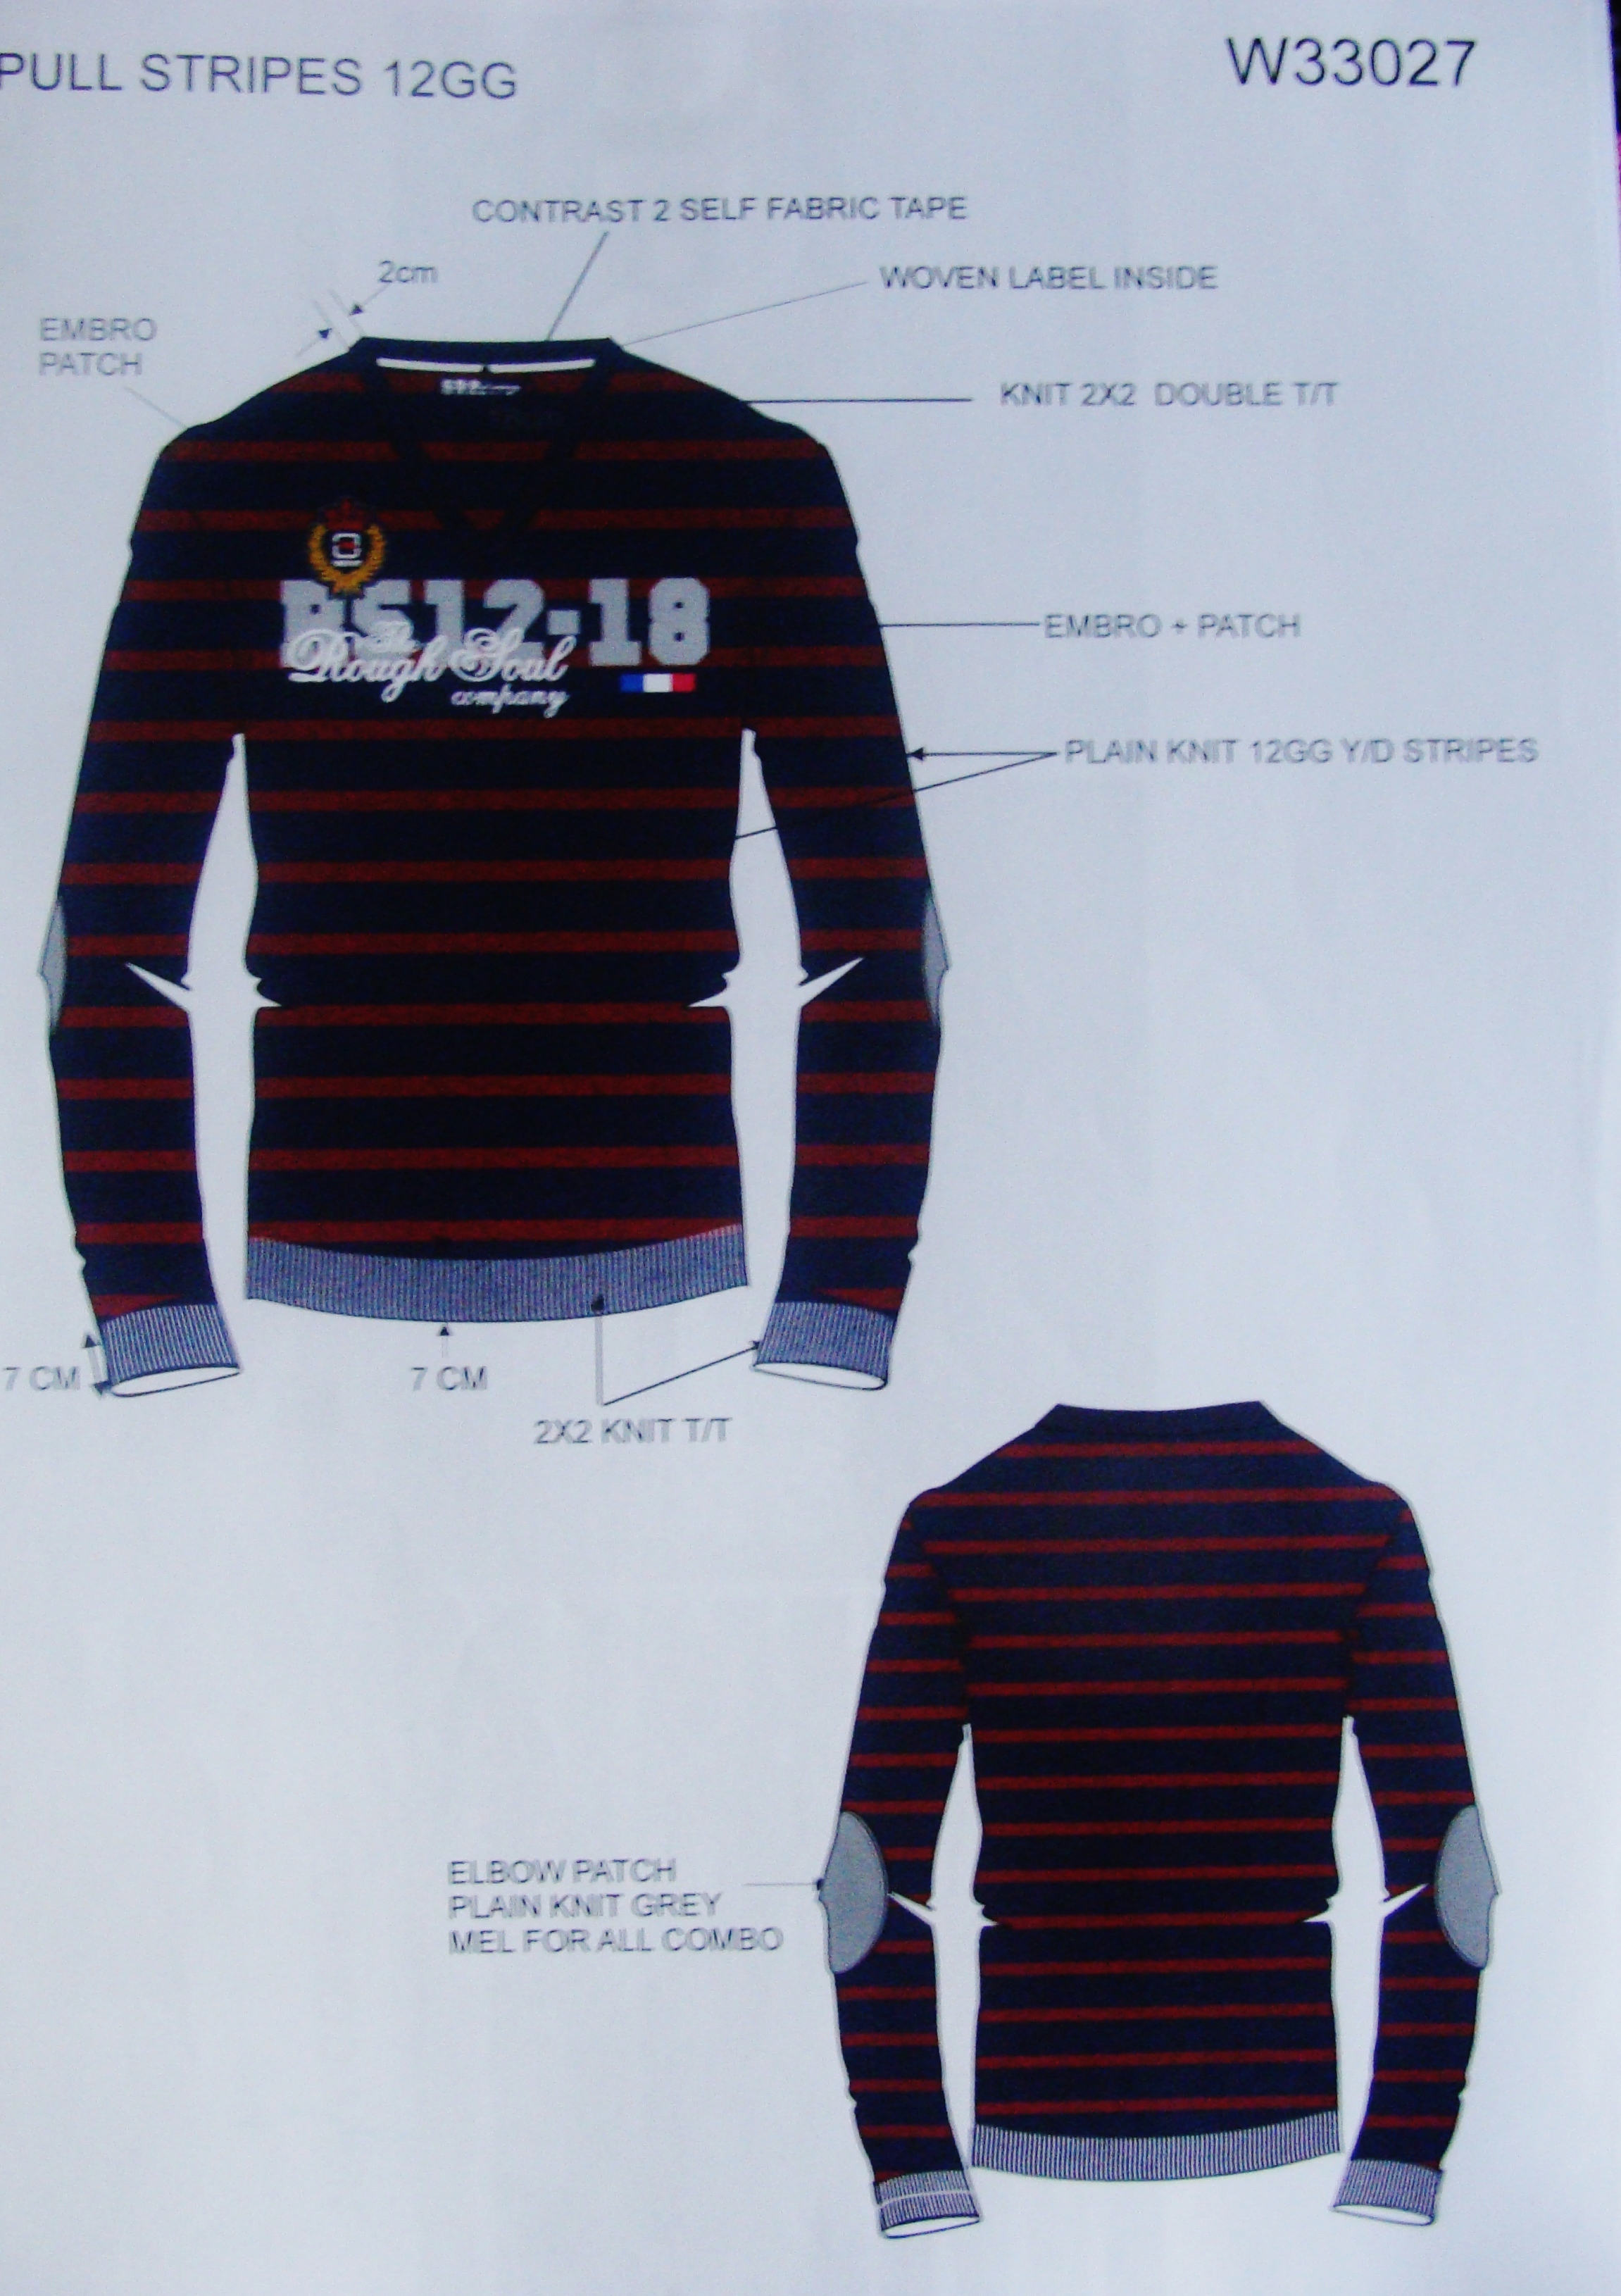 PULL STRIPES 12GG
W33027
CONTRAST 2 SELF FABRIC TAPE
2cm
WOVEN LABEL INSIDE
EMBRO
PATCH
KNIT 2X2 DOUBLE T/T
RS12-18
The
Rough Soul
company
EMBRO + PATCH
PLAIN KNIT 12GG Y/D STRIPES
7 CM
7 CM
2X2 KNIT T/T
ELBOW PATCH
PLAIN KNIT GREY
MEL FOR ALL COMBO